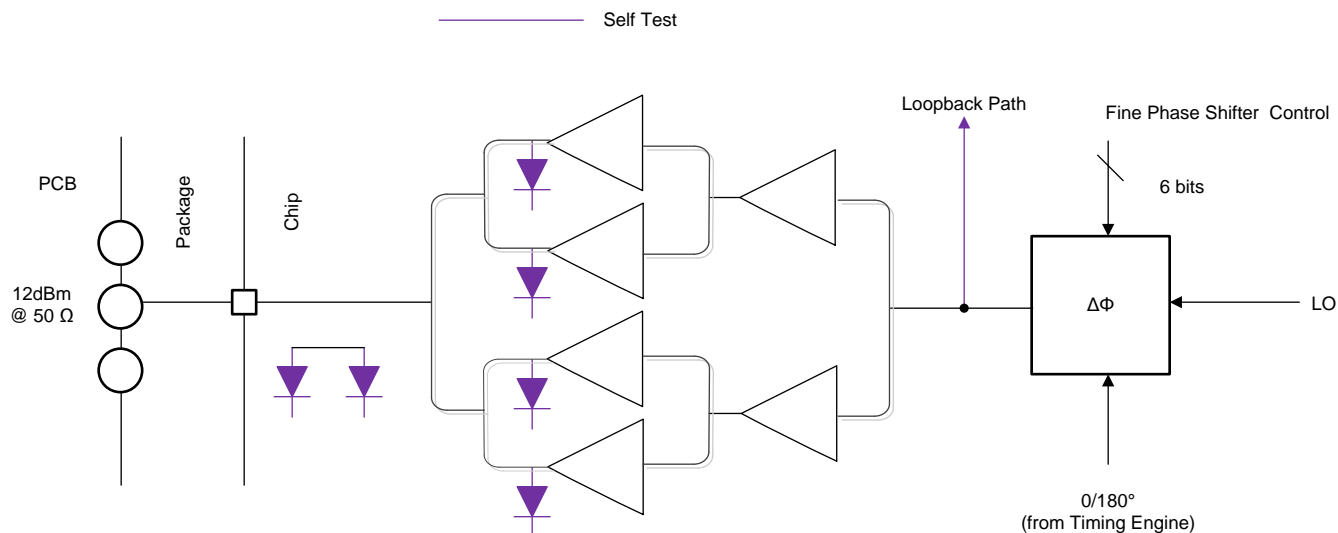 Self Test
Loopback Path
Fine Phase Shifter Control
6 bits
PCB
Package
Chip
12dBm
@ 50 Ω
ΔΦ
LO
0/180°
(from Timing Engine)